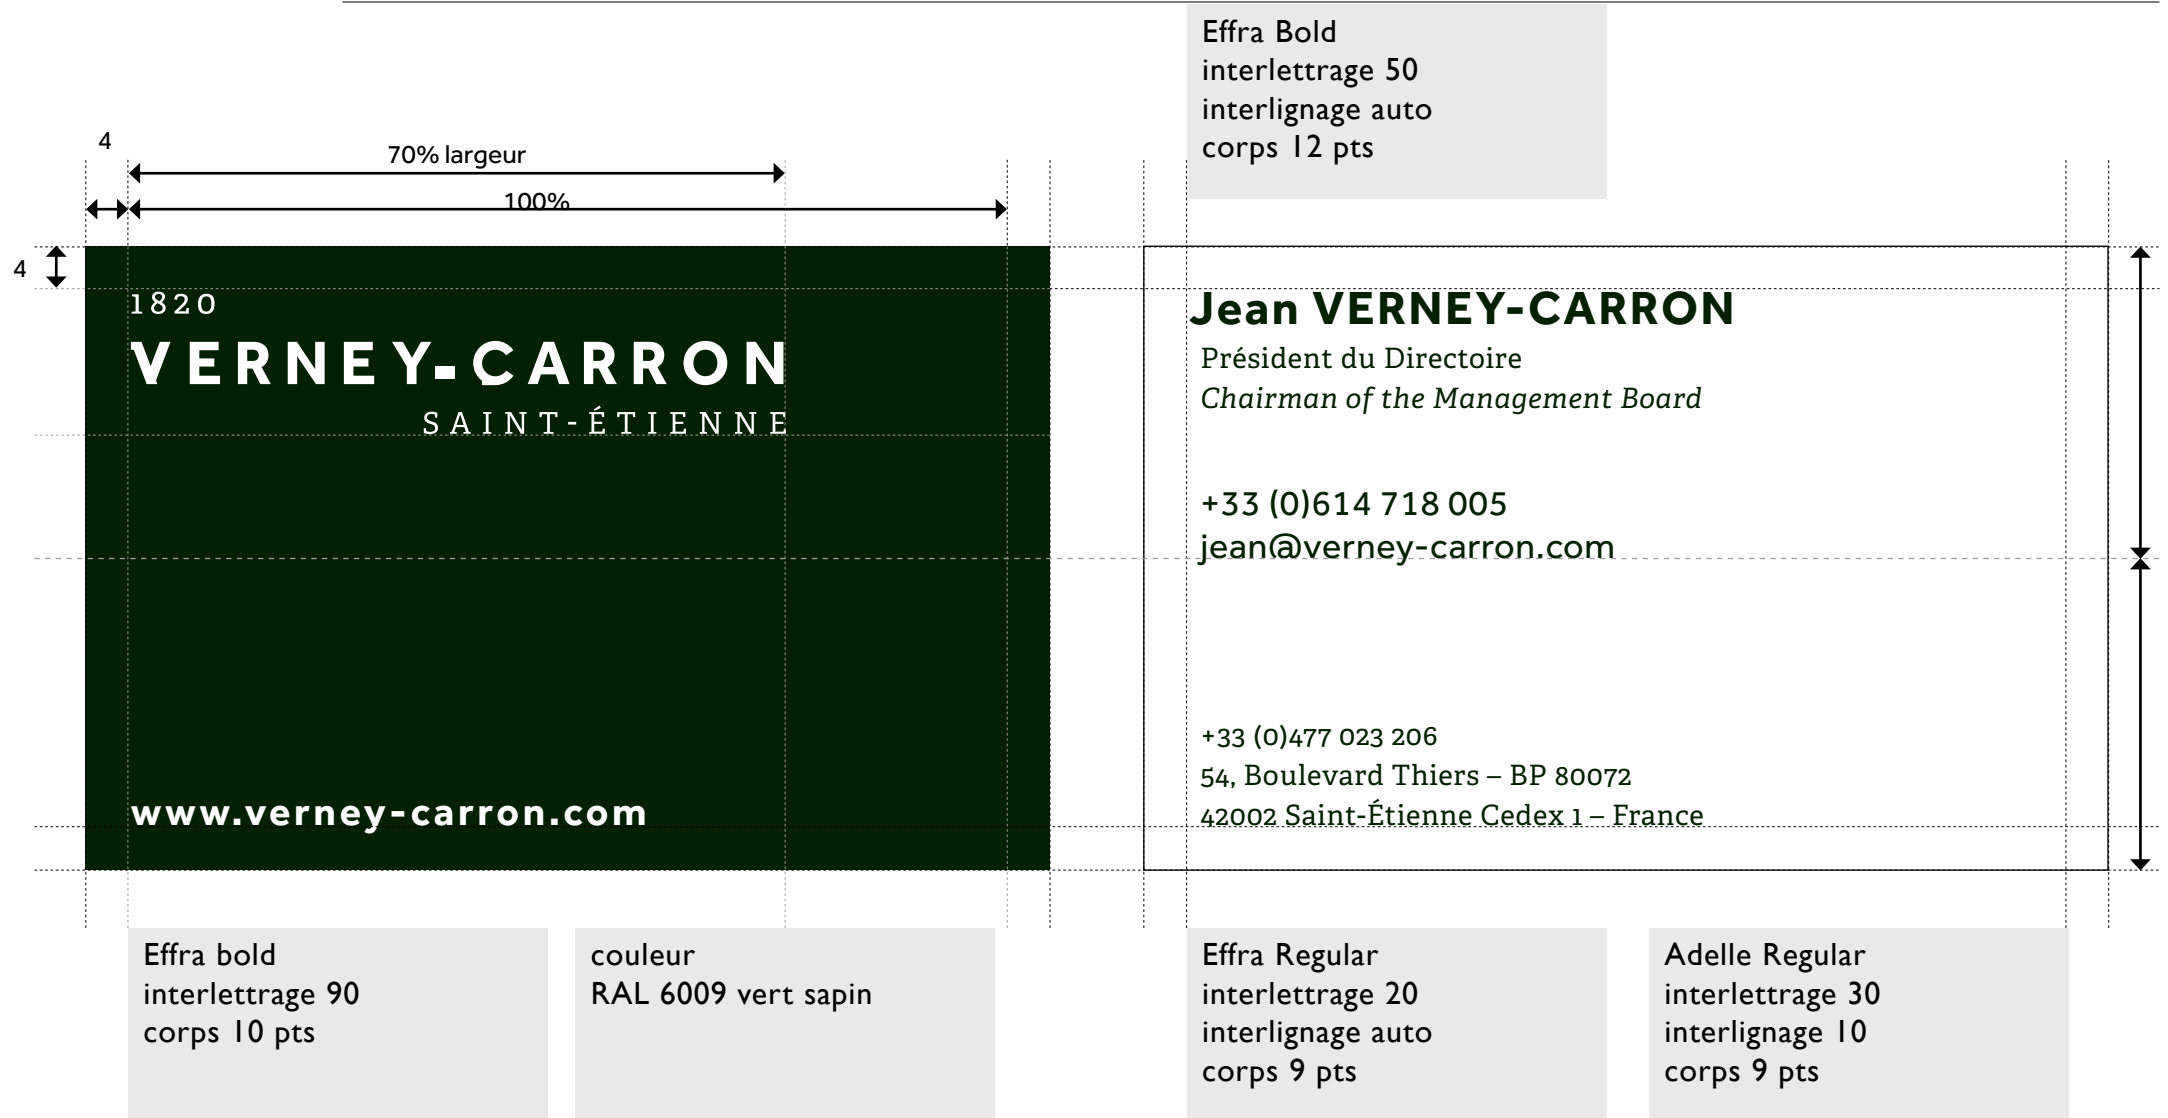 Effra Bold
interlettrage 50
interlignage auto
corps 12 pts
4
70% largeur
100%
4
1820
VERNEY-CARRON
SAINT-ÉTIENNE
www.verney-carron.com
Jean VERNEY-CARRON
Président du Directoire
Chairman of the Management Board
+33 (0)614 718 005
jean@verney-carron.com
+33 (0)477 023 206
54, Boulevard Thiers – BP 80072
42002 Saint-Étienne Cedex 1 – France
Effra bold
interlettrage 90
corps 10 pts
couleur
RAL 6009 vert sapin
Effra Regular
interlettrage 20
interlignage auto
corps 9 pts
Adelle Regular
interlettrage 30
interlignage 10
corps 9 pts